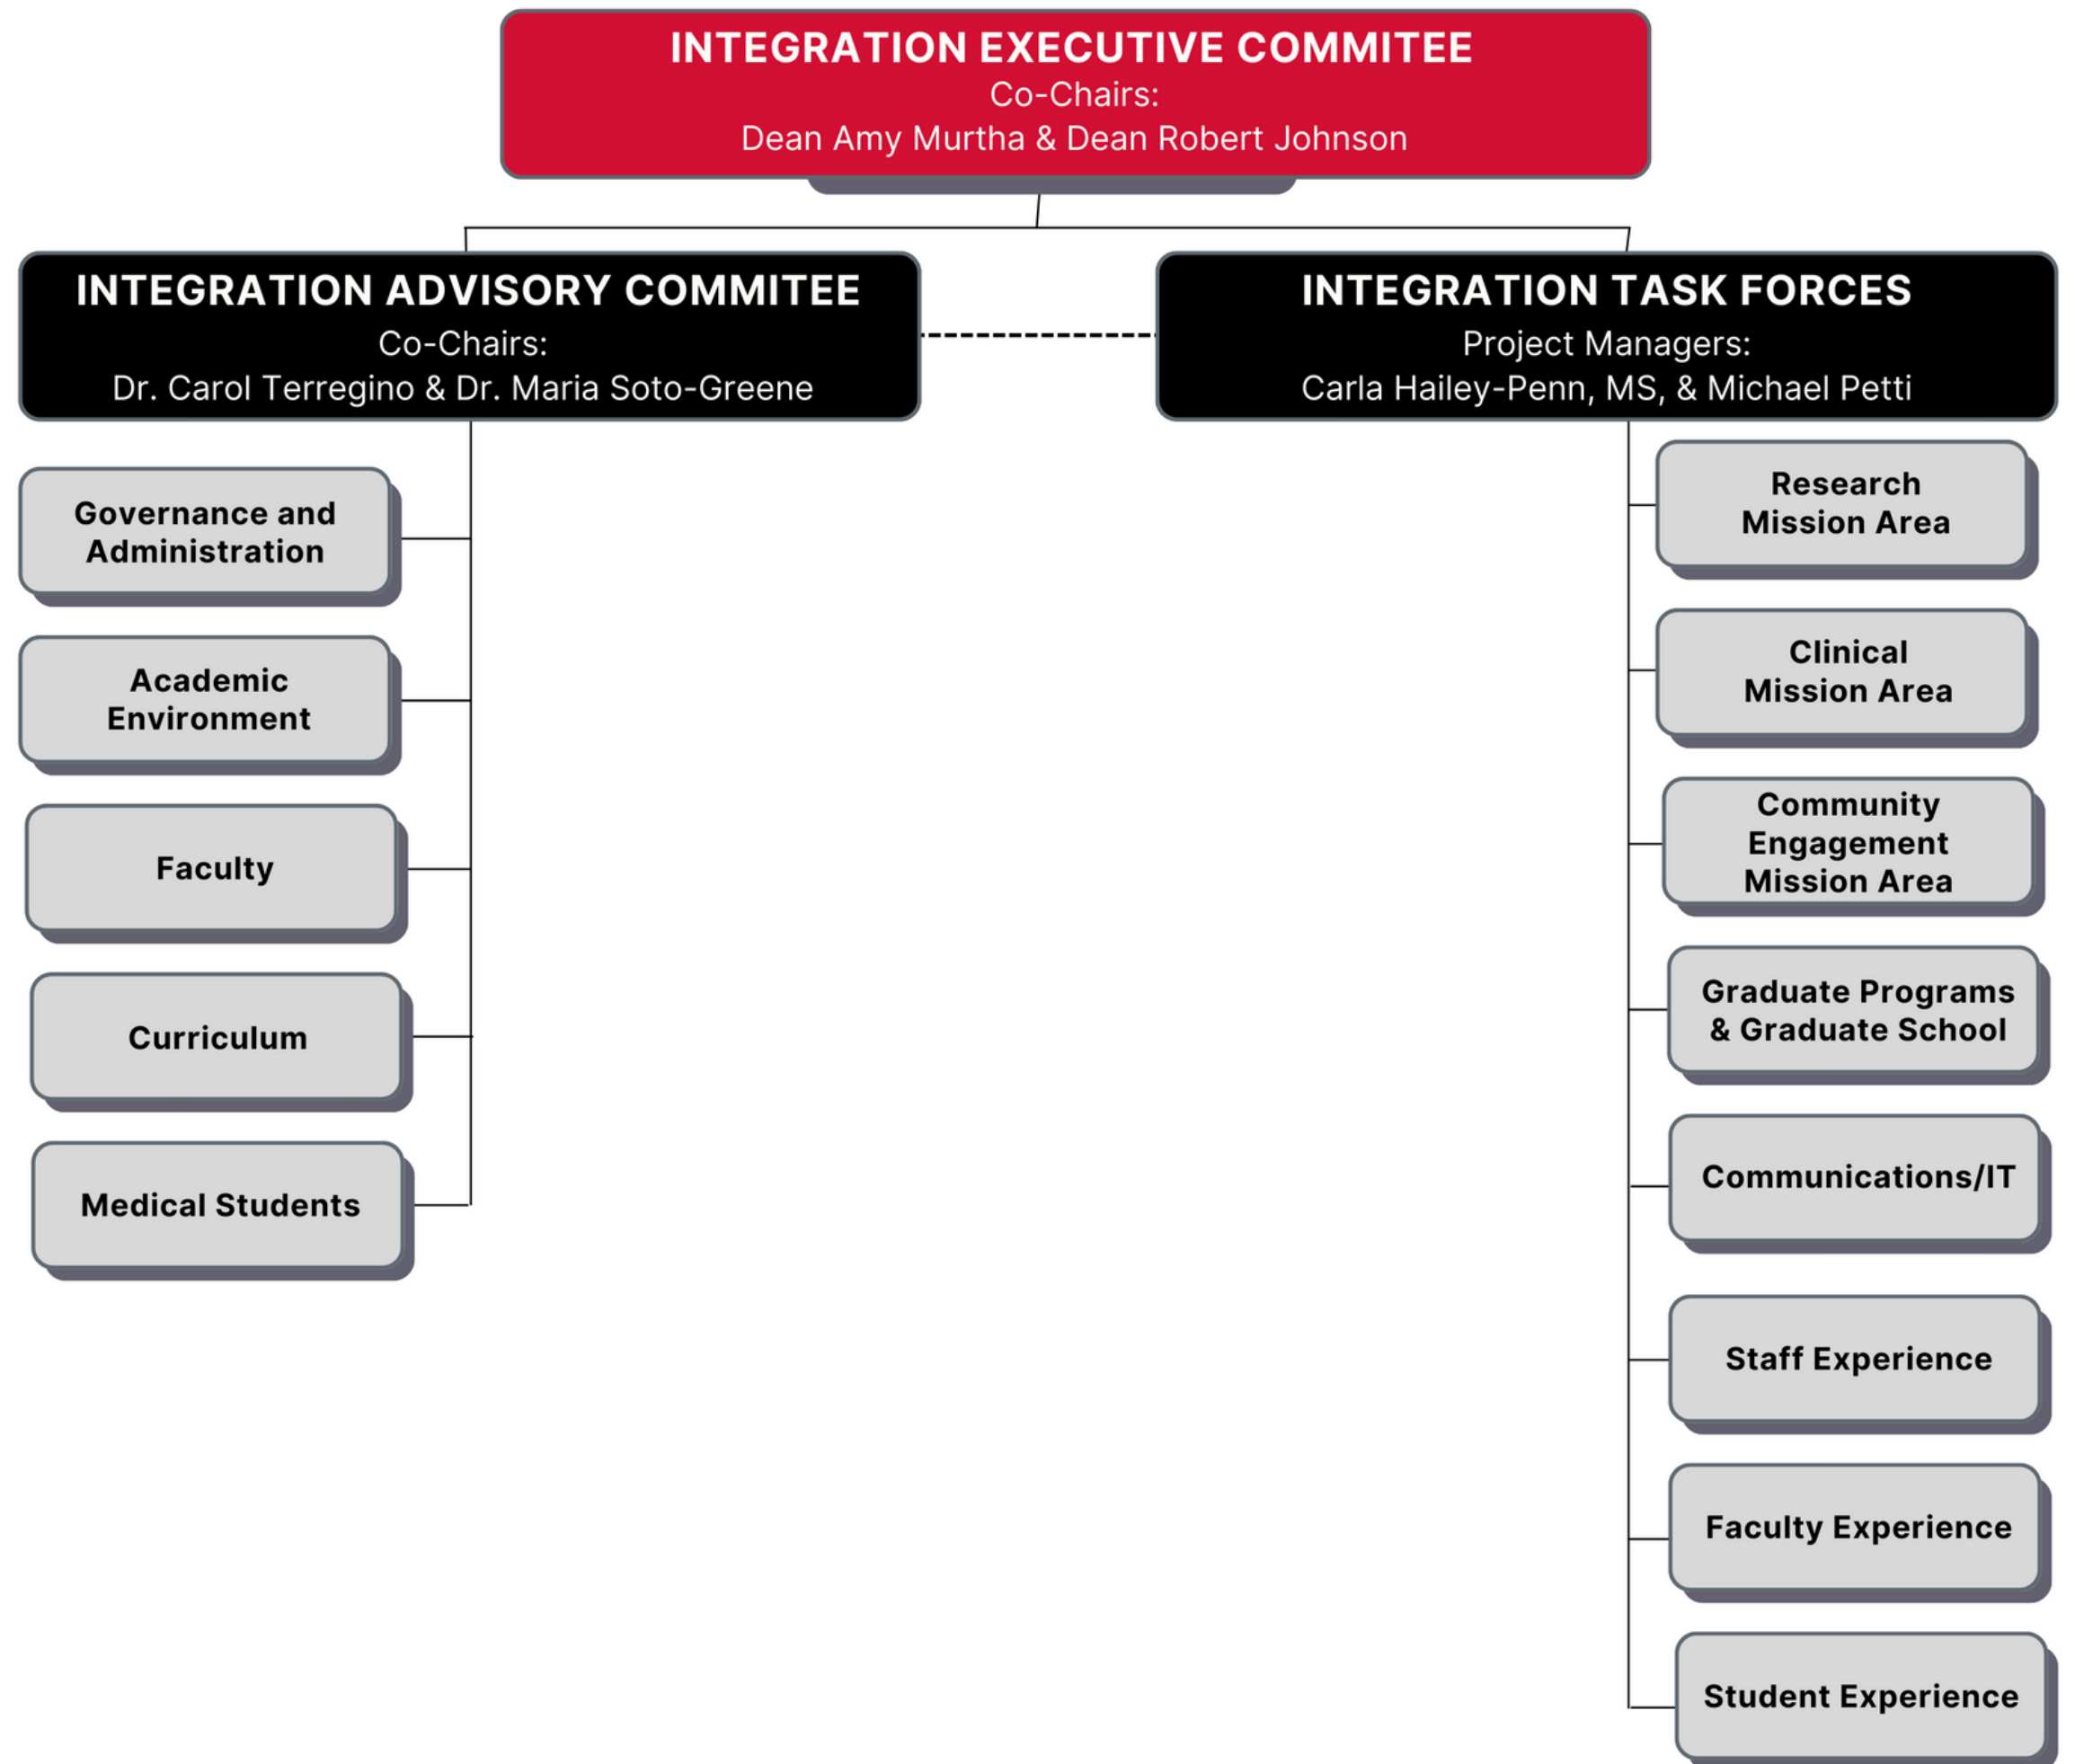 INTEGRATION EXECUTIVE COMMITEE
Co-Chairs:
Dean Amy Murtha & Dean Robert Johnson
INTEGRATION ADVISORY COMMITEE
Co-Chairs:
Dr. Carol Terregino & Dr. Maria Soto-Greene
INTEGRATION TASK FORCES
Project Managers:
Carla Hailey-Penn, MS, & Michael Petti
Governance and
Administration
Academic
Environment
Faculty
Curriculum
Medical Students
Research
Mission Area
Clinical
Mission Area
Community
Engagement
Mission Area
Graduate Programs
& Graduate School
Communications/IT
Staff Experience
Faculty Experience
Student Experience